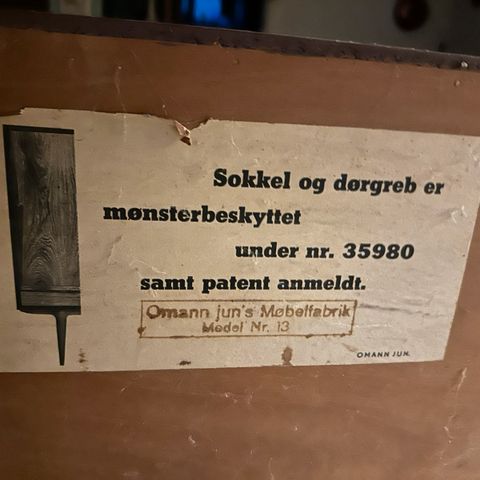 Sokkel og dørgreb er
mønsterbeskyttet
under nr. 35980
samt patent anmeldt.
Omann jun's Møbelfabrik
Model Nr. 13
OMANN JUN.